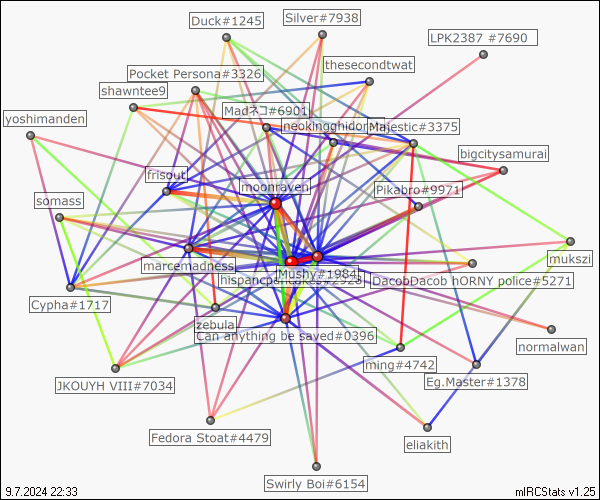 Duck#1245
Silver#7938
LPK2387 #7690
thesecondtwat
Pocket Persona#3326
shawntee9
Madネコ#6901
neokingghidor
Majestic#3375
yoshimanden
bigcitysamurai
frisout
moonraven
Pikabro#9971
somass
mukszi
marcemadness
Mushy#1984
DacobDacob hORNY police#5271
Cypha#1717
zebula
Can anything be saved#0396
normalwan
ming#4742
JKOUYH VIII#7034
Eg.Master#1378
Fedora Stoat#4479
eliakith
Swirly Boi#6154
9.7.2024 22:33
mIRCStats v1.25